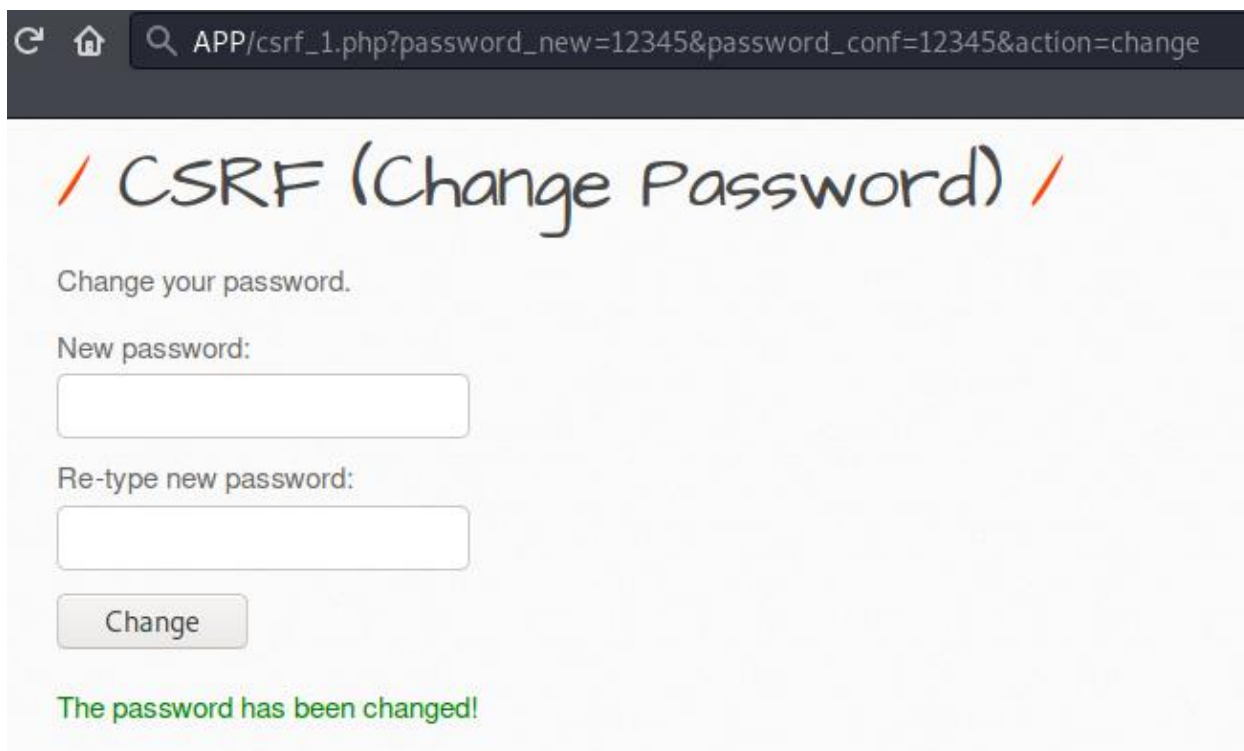 APP/csrf_1.php?password_new=12345&password_conf=12345&action=change
/ CSRF (Change Password) /
Change your password.
New password:
Re-type new password:
Change
The password has been changed!